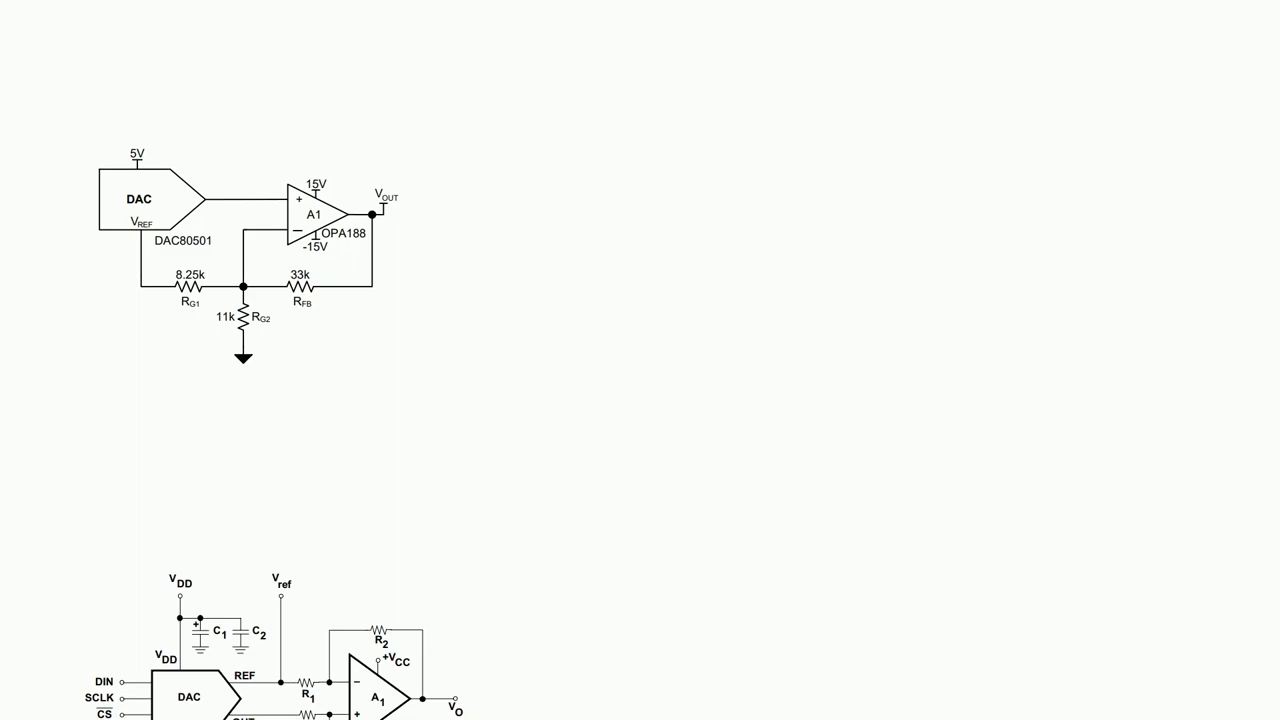 5V
DAC
VREF
DAC80501
15V
+
A1
−
-15V
OPA188
VOUT
8.25k
RG1
33k
RFB
11k
RG2
VDD
Vref
+
C1
C2
R2
VDD
+VCC
DIN
REF
SCLK
DAC
R1
−
A1
VO
CS
OUT
+